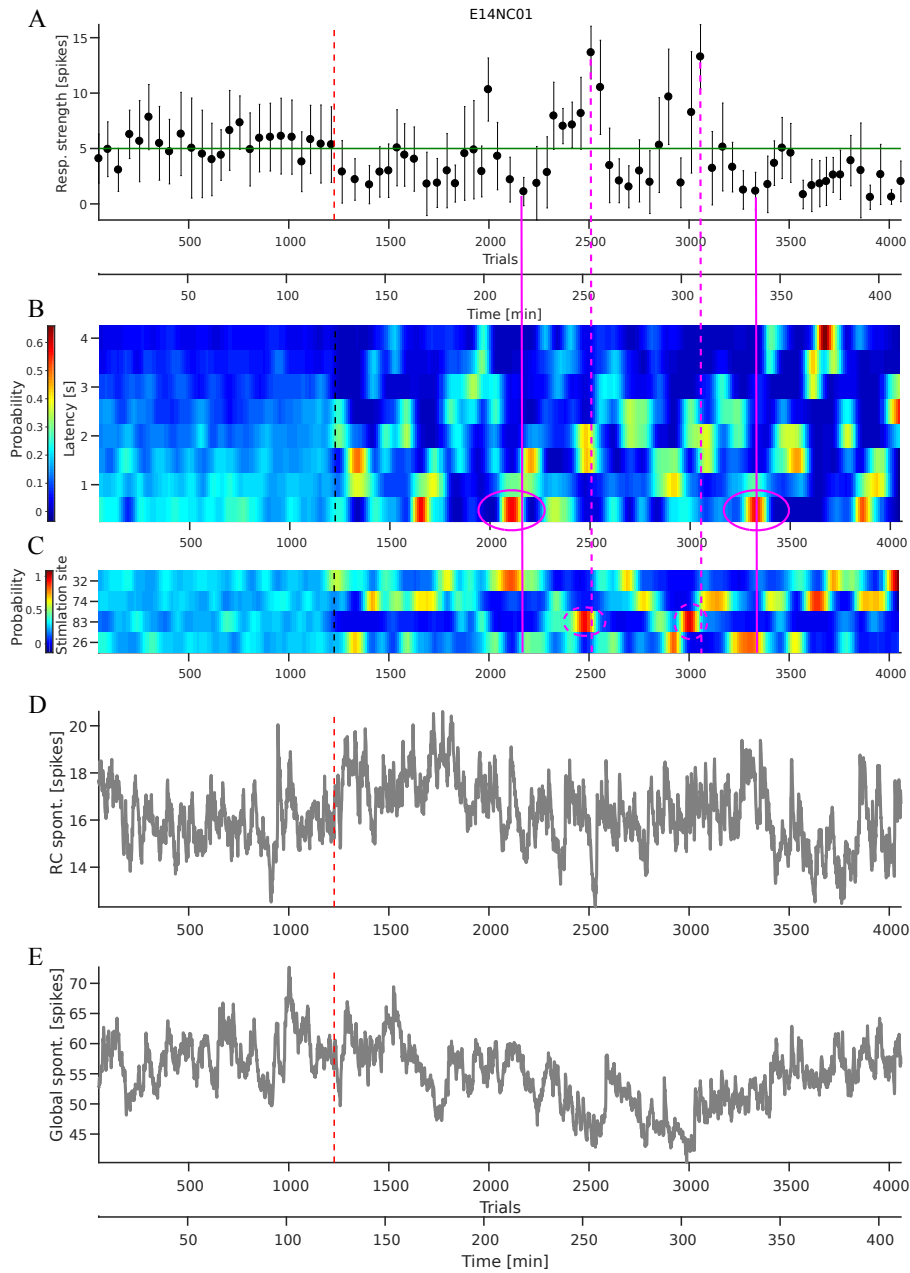 A
E14NC01
Resp. strength [spikes]
15
10
5
0
500 1000 1500 2000 2500 3000 3500 4000
Trials
50 100 150 200 250 300 350 400
Time [min]
B
Probability
0.6
0.5
0.4
0.3
0.2
0.1
0
Latency [s]
4
3
2
1
500 1000 1500 2000 2500 3000 3500 4000
C
Probability
1
0.5
0
Simlation site
32
74
83
26
500 1000 1500 2000 2500 3000 3500 4000
D
RC spont. [spikes]
20
18
16
14
500 1000 1500 2000 2500 3000 3500 4000
E
Global spont. [spikes]
70
65
60
55
50
45
500 1000 1500 2000 2500 3000 3500 4000
Trials
50 100 150 200 250 300 350 400
Time [min]